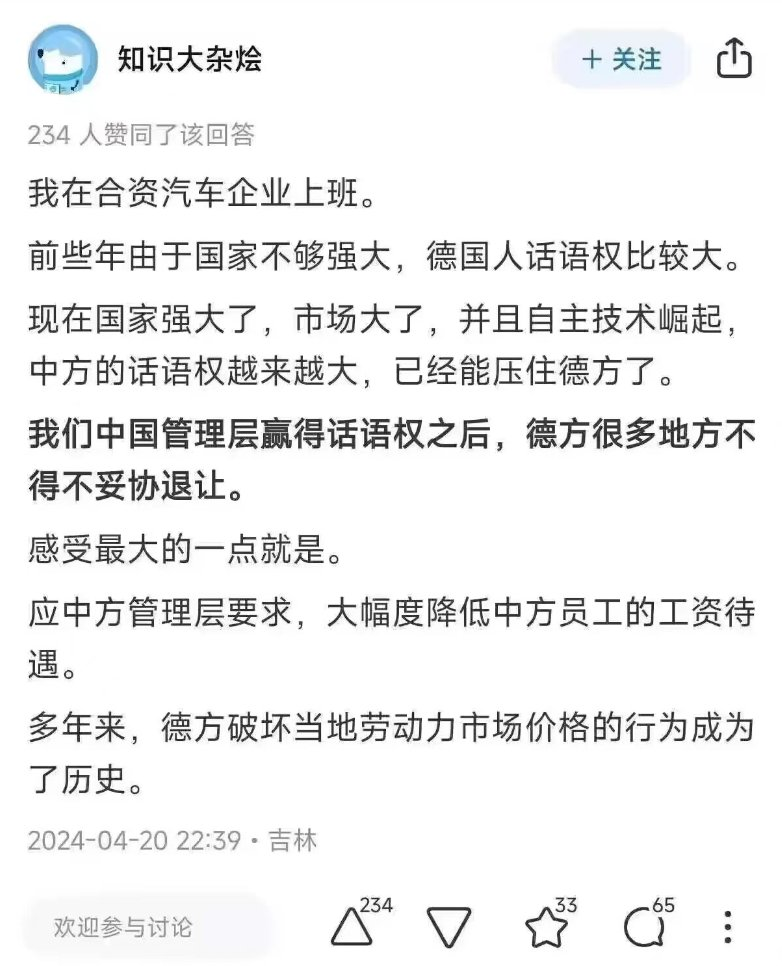 知识大杂烩
+ 关注
234 人赞同了该回答
我在合资汽车企业上班。
前些年由于国家不够强大，德国人话语权比较大。
现在国家强大了，市场大了，并且自主技术崛起，
中方的话语权越来越大，已经能压住德方了。
我们中国管理层赢得话语权之后，德方很多地方不
得不妥协退让。
感受最大的一点就是。
应中方管理层要求，大幅度降低中方员工的工资待
遇。
多年来，德方破坏当地劳动力市场价格的行为成为
了历史。
2024-04-20 22:39・吉林
欢迎参与讨论
234
33
65